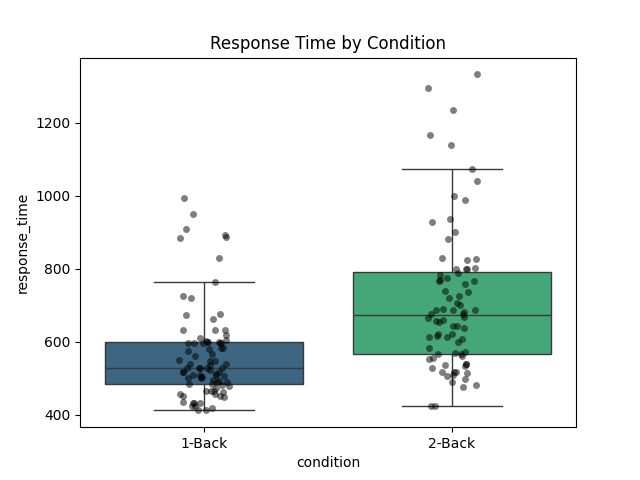 Response Time by Condition
1200
1000
800
600
400
response_time
1-Back
2-Back
condition